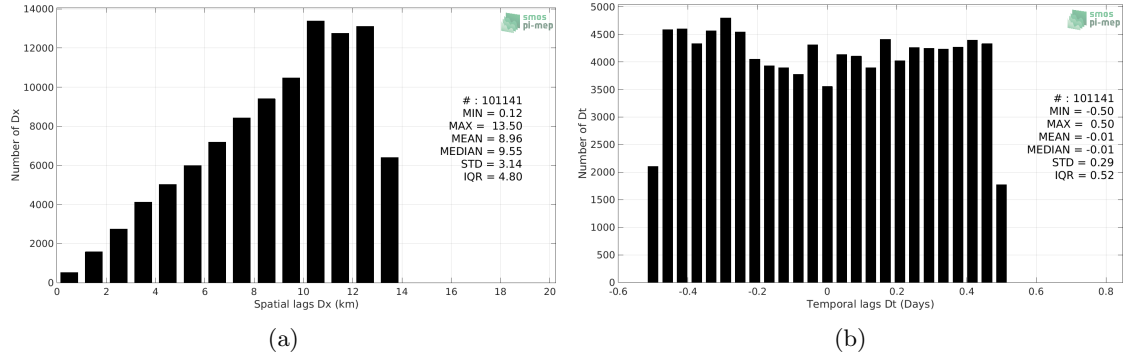 14000
12000
10000
8000
6000
4000
2000
0
Number of Dx
smos
pi-mep
# : 101141
MIN = 0.12
MAX = 13.50
MEAN = 8.96
MEDIAN = 9.55
STD = 3.14
IQR = 4.80
0 2 4 6 8 10 12 14 16 18 20
Spatial lags Dx (km)
(a)
5000
4500
4000
3500
3000
2500
2000
1500
1000
500
0
Number of Dt
smos
pi-mep
# : 101141
MIN = -0.50
MAX = 0.50
MEAN = -0.01
MEDIAN = -0.01
STD = 0.29
IQR = 0.52
-0.6 -0.4 -0.2 0 0.2 0.4 0.6 0.8
Temporal lags Dt (Days)
(b)